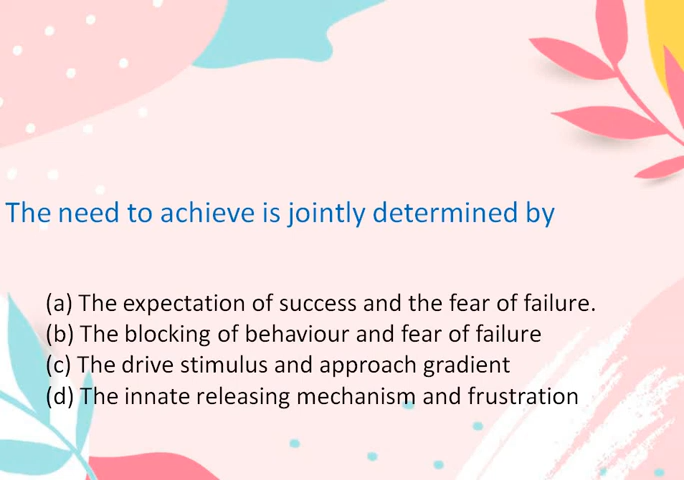 The need to achieve is jointly determined by
(a) The expectation of success and the fear of failure.
(b) The blocking of behaviour and fear of failure
(c) The drive stimulus and approach gradient
(d) The innate releasing mechanism and frustration